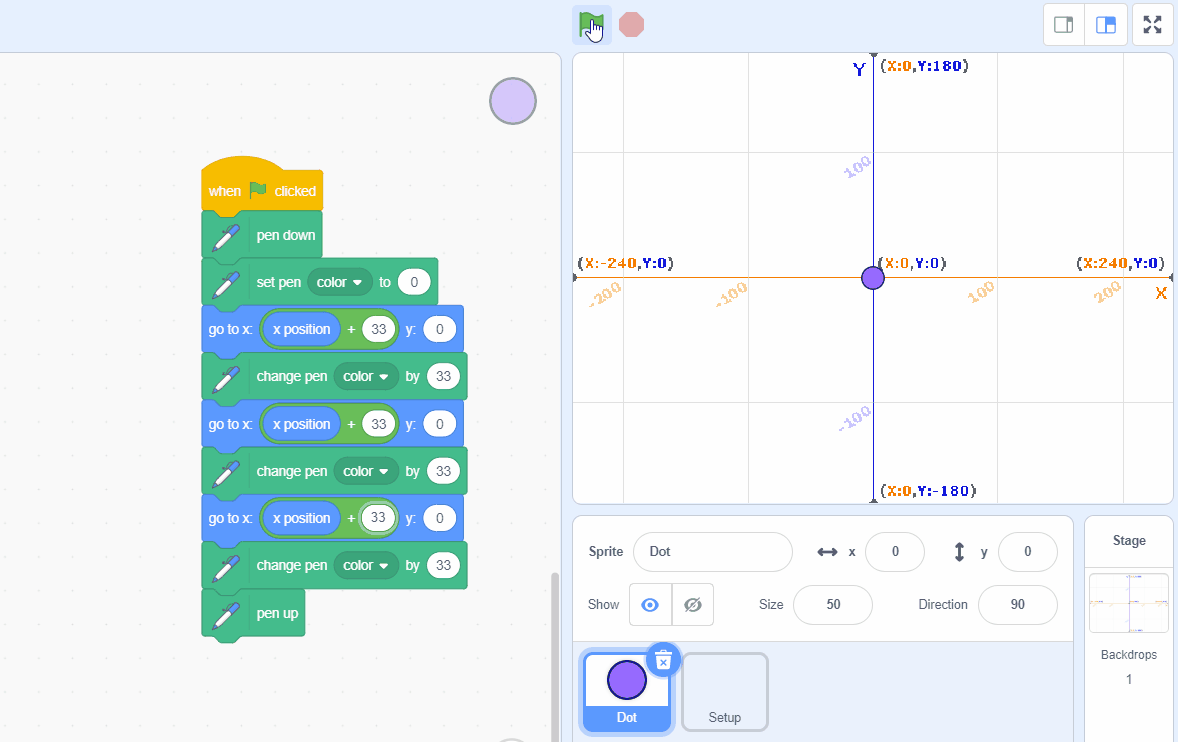 when clicked
pen down
set pen color to 0
go to x: x position + 33 y: 0
change pen color by 33
go to x: x position + 33 y: 0
change pen color by 33
go to x: x position + 33 y: 0
change pen color by 33
pen up
Y (X:0,Y:180)
100
(X:-240,Y:0) (X:0,Y:0) (X:240,Y:0)
-200 -100 100 200 X
-100
(X:0,Y:-180)
Sprite Dot x 0 y 0
Show Size 50 Direction 90
Dot
Setup
Stage
Backdrops
1